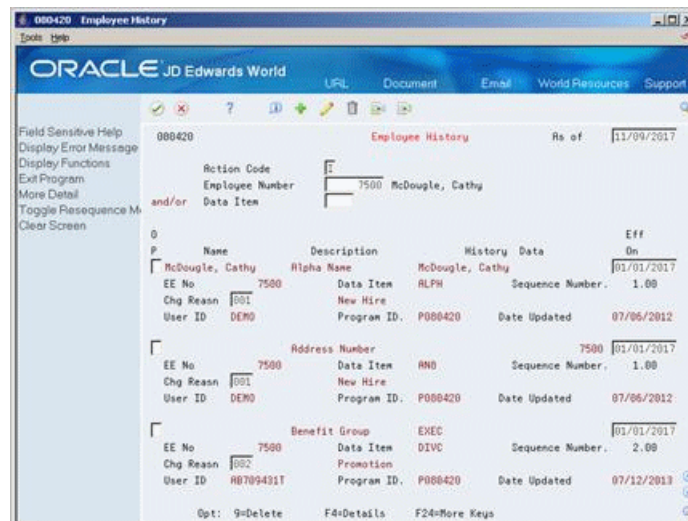 080420 Employee History
Tools Help
ORACLE JD Edwards World
URL Document Email World Resources Support
Field Sensitive Help
Display Error Message
Display Functions
Exit Program
More Detail
Toggle Resequence M
Clear Screen
080420 Employee History As of 11/09/2017
Action Code I
Employee Number 7500 McDougle, Cathy
and/or Data Item
O Eff
P Name Description History Data On
McDougle, Cathy Alpha Name McDougle, Cathy 01/01/2017
EE No 7500 Data Item ALPH Sequence Number. 1.00
Chg Reasn 001 New Hire
User ID DEMO Program ID. P080420 Date Updated 07/06/2012
Address Number 7500 01/01/2017
EE No 7500 Data Item AN8 Sequence Number. 1.00
Chg Reasn 001 New Hire
User ID DEMO Program ID. P080420 Date Updated 07/06/2012
Benefit Group EXEC 01/01/2017
EE No 7500 Data Item DIVC Sequence Number. 2.00
Chg Reasn 002 Promotion
User ID AB709431T Program ID. P080420 Date Updated 07/12/2013
Opt: 9=Delete F4=Details F24=More Keys